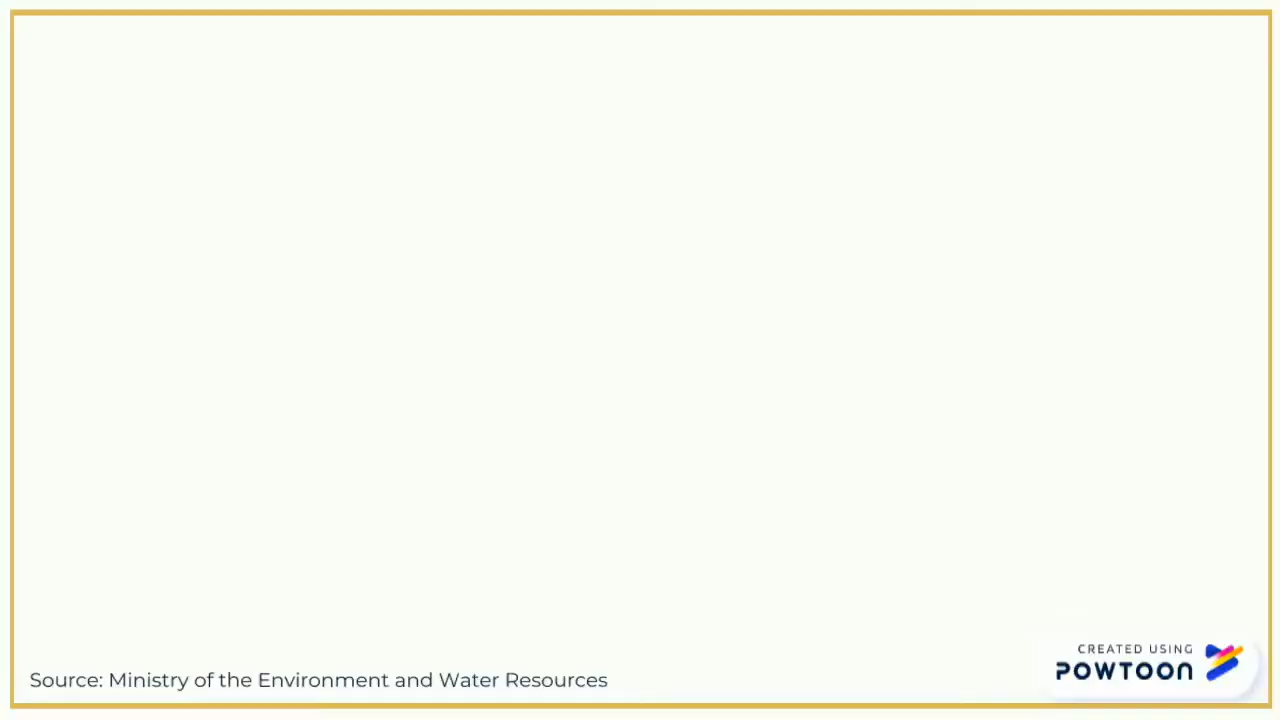 CREATED USING
POWTOON
Source: Ministry of the Environment and Water Resources